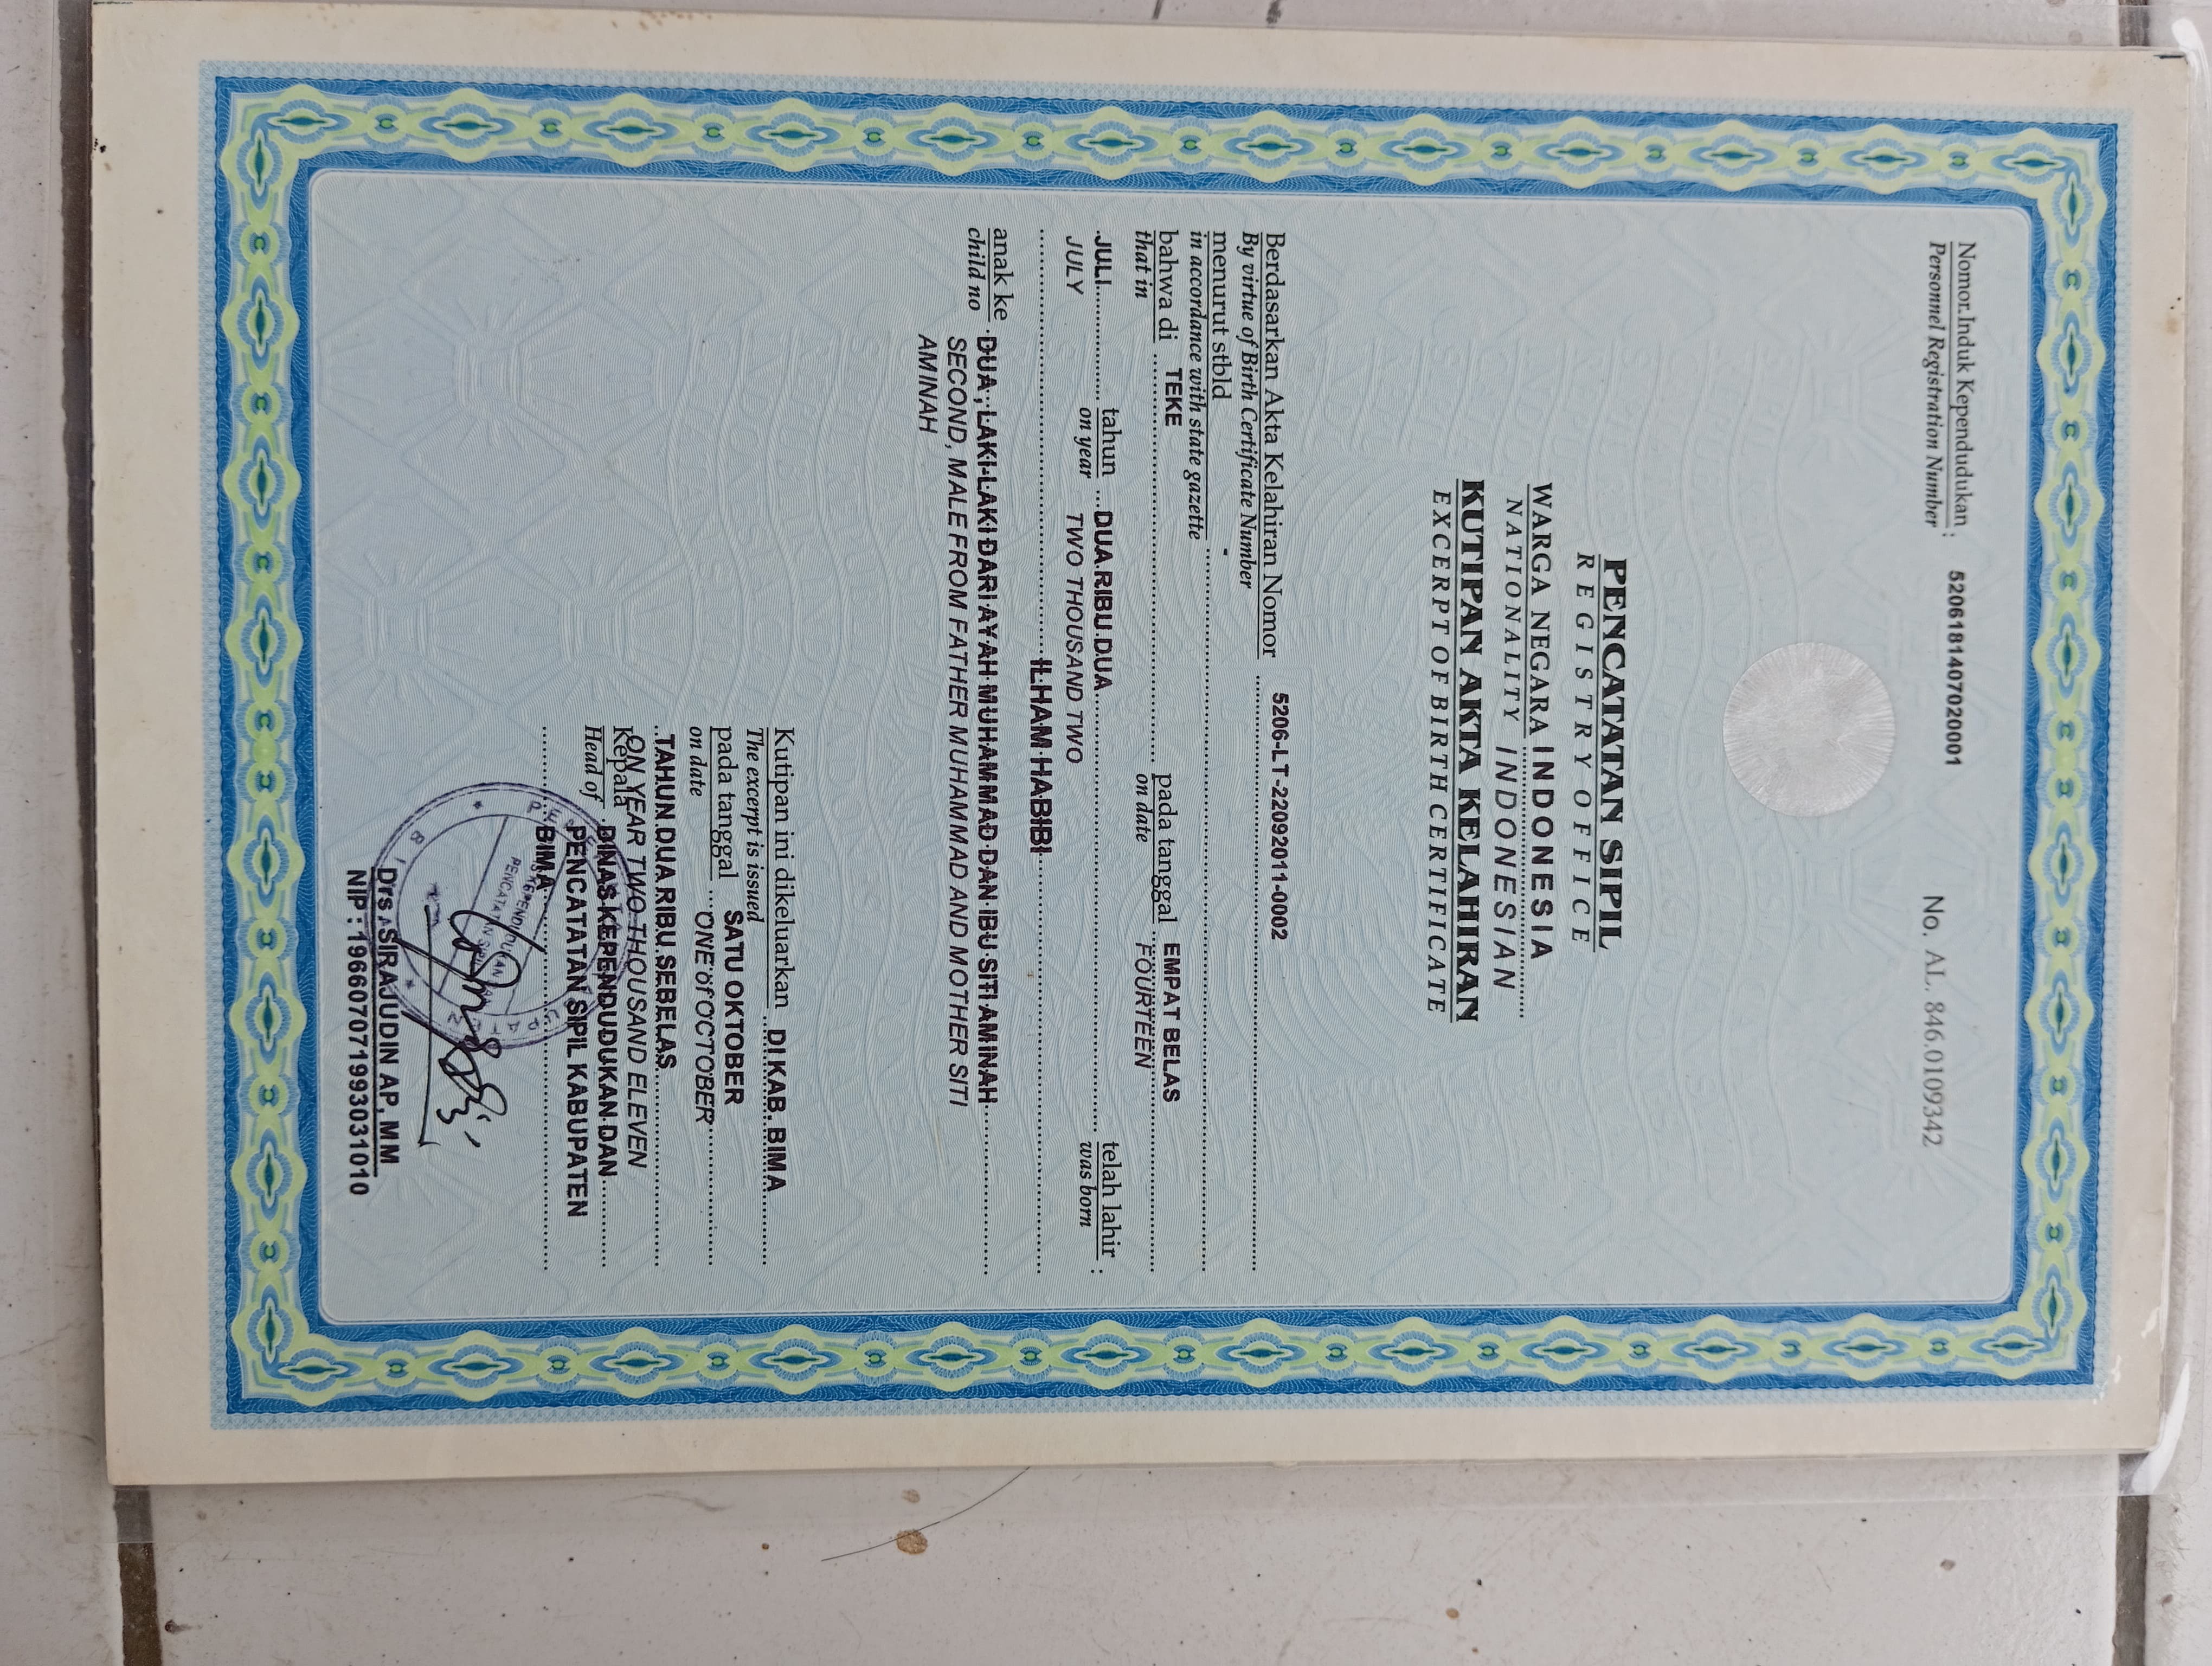 Nomor Induk Kependudukan : 5206181407020001
Personnel Registration Number
No. AL. 846.0109342
PENCATATAN SIPIL
REGISTRY OFFICE
WARGA NEGARA INDONESIA
NATIONALITY INDONESIAN
KUTIPAN AKTA KELAHIRAN
EXCERPT OF BIRTH CERTIFICATE
Berdasarkan Akta Kelahiran Nomor 5206-LT-22092011-0002
By virtue of Birth Certificate Number
menurut stbld -
in accordance with state gazette
bahwa di TEKE pada tanggal EMPAT BELAS
that in on date FOURTEEN
JULI tahun DUA RIBU DUA telah lahir :
JULY on year TWO THOUSAND TWO was born
ILHAM HABIBI
anak ke DUA, LAKI-LAKI DARI AYAH MUHAMMAD DAN IBU SITI AMINAH
child no SECOND, MALE FROM FATHER MUHAMMAD AND MOTHER SITI
AMINAH
Kutipan ini dikeluarkan DI KAB. BIMA
The excerpt is issued
pada tanggal SATU OKTOBER
on date ONE of OCTOBER
TAHUN DUA RIBU SEBELAS
ON YEAR TWO THOUSAND ELEVEN
Kepala DINAS KEPENDUDUKAN DAN
Head of PENCATATAN SIPIL KABUPATEN
BIMA
Drs. SIRAJUDIN AP, MM
NIP : 196607071993031010